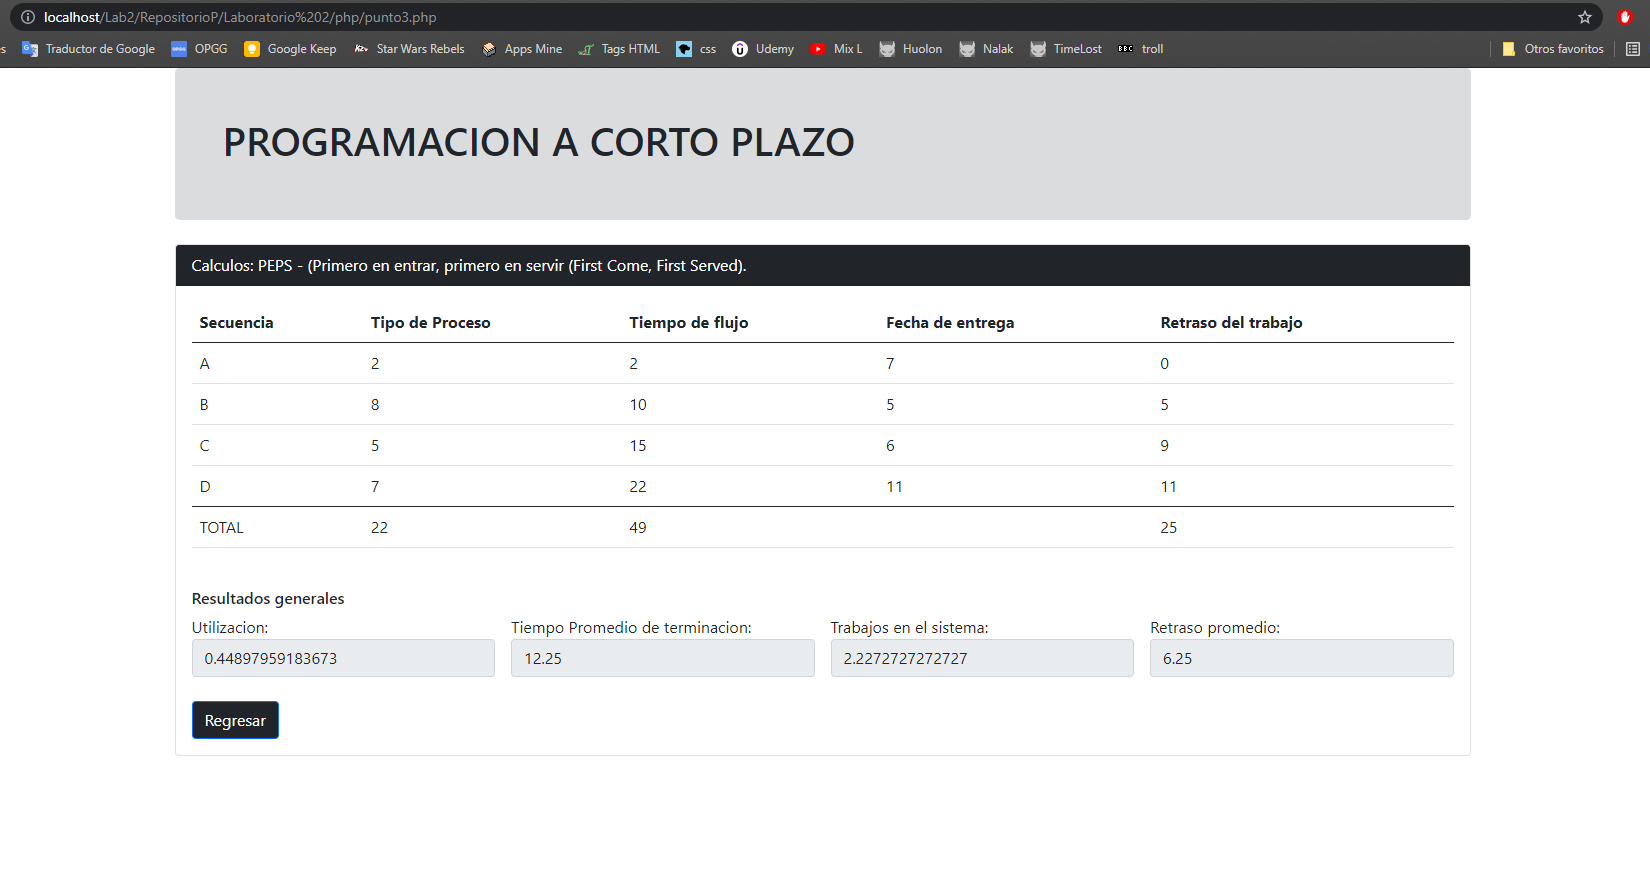 localhost/Lab2/RepositorioP/Laboratorio%202/php/punto3.php
s Traductor de Google OPGG Google Keep Star Wars Rebels Apps Mine Tags HTML css Udemy Mix L Huolon Nalak TimeLost BBC troll Otros favoritos
PROGRAMACION A CORTO PLAZO
Calculos: PEPS - (Primero en entrar, primero en servir (First Come, First Served).
Secuencia Tipo de Proceso Tiempo de flujo Fecha de entrega Retraso del trabajo
A 2 2 7 0
B 8 10 5 5
C 5 15 6 9
D 7 22 11 11
TOTAL 22 49 25
Resultados generales
Utilizacion: Tiempo Promedio de terminacion: Trabajos en el sistema: Retraso promedio:
0.44897959183673 12.25 2.2272727272727 6.25
Regresar